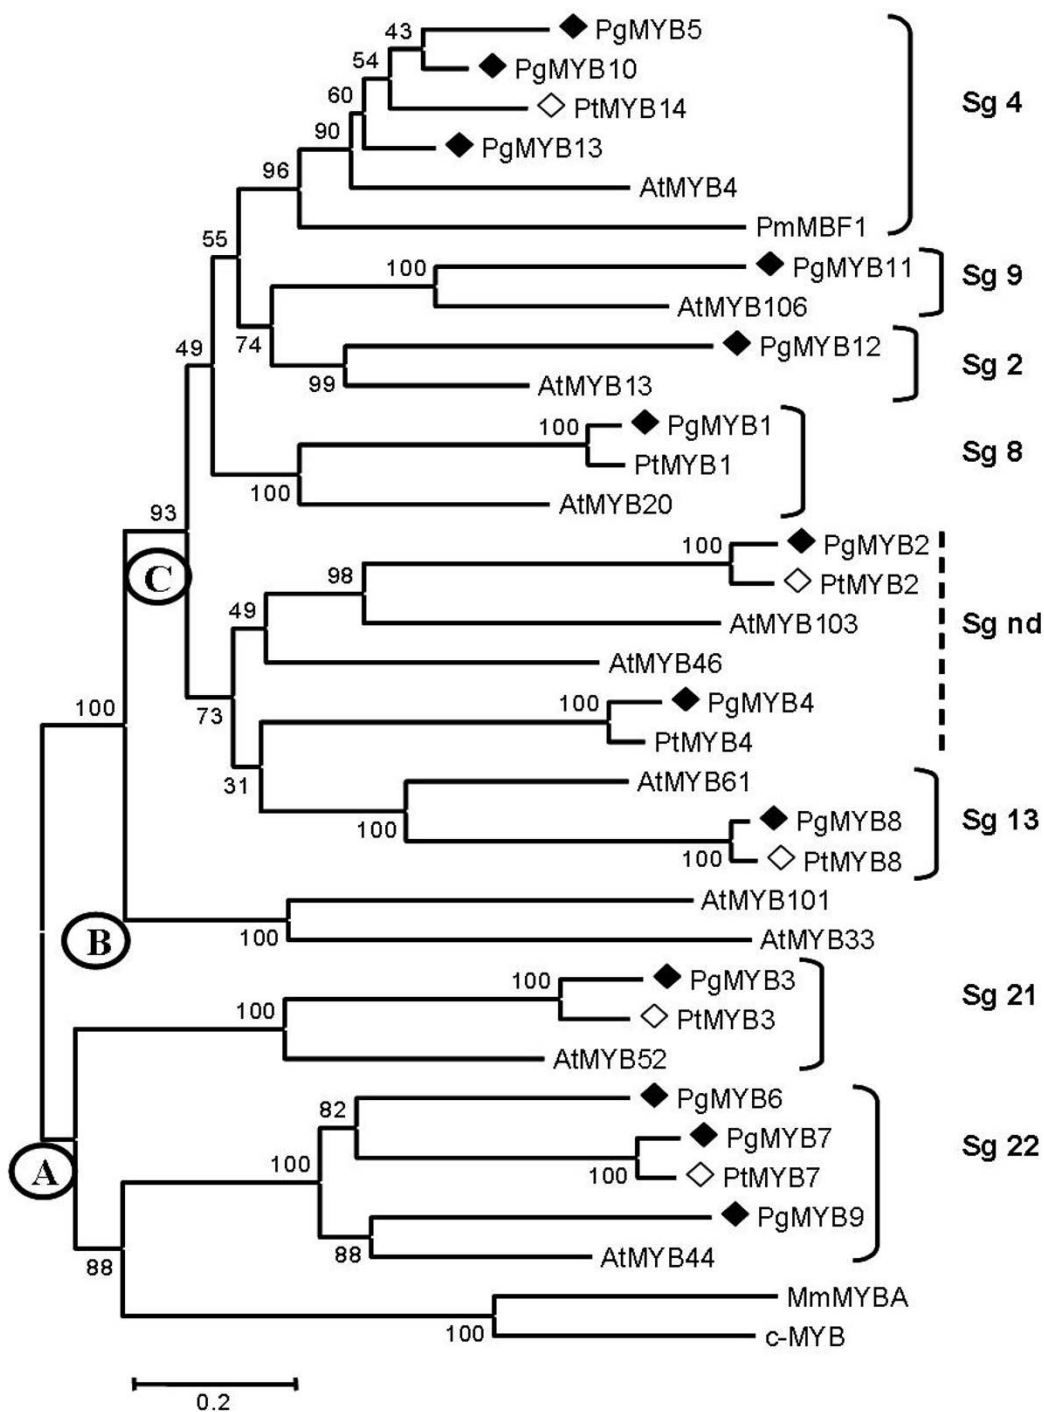 43
PgMYB5
54
PgMYB10
60
PtMYB14
Sg 4
90
PgMYB13
96
AtMYB4
PmMBF1
55
100
PgMYB11
Sg 9
AtMYB106
49
74
PgMYB12
Sg 2
99
AtMYB13
100
PgMYB1
Sg 8
PtMYB1
100
AtMYB20
93
C
100
PgMYB2
98
PtMYB2
49
AtMYB103
Sg nd
AtMYB46
100
73
100
PgMYB4
PtMYB4
31
AtMYB61
100
PgMYB8
Sg 13
100
PtMYB8
AtMYB101
B
100
AtMYB33
100
PgMYB3
Sg 21
100
PtMYB3
AtMYB52
82
PgMYB6
100
PgMYB7
Sg 22
A
100
PtMYB7
PgMYB9
88
88
AtMYB44
MmMYBA
100
c-MYB
0.2